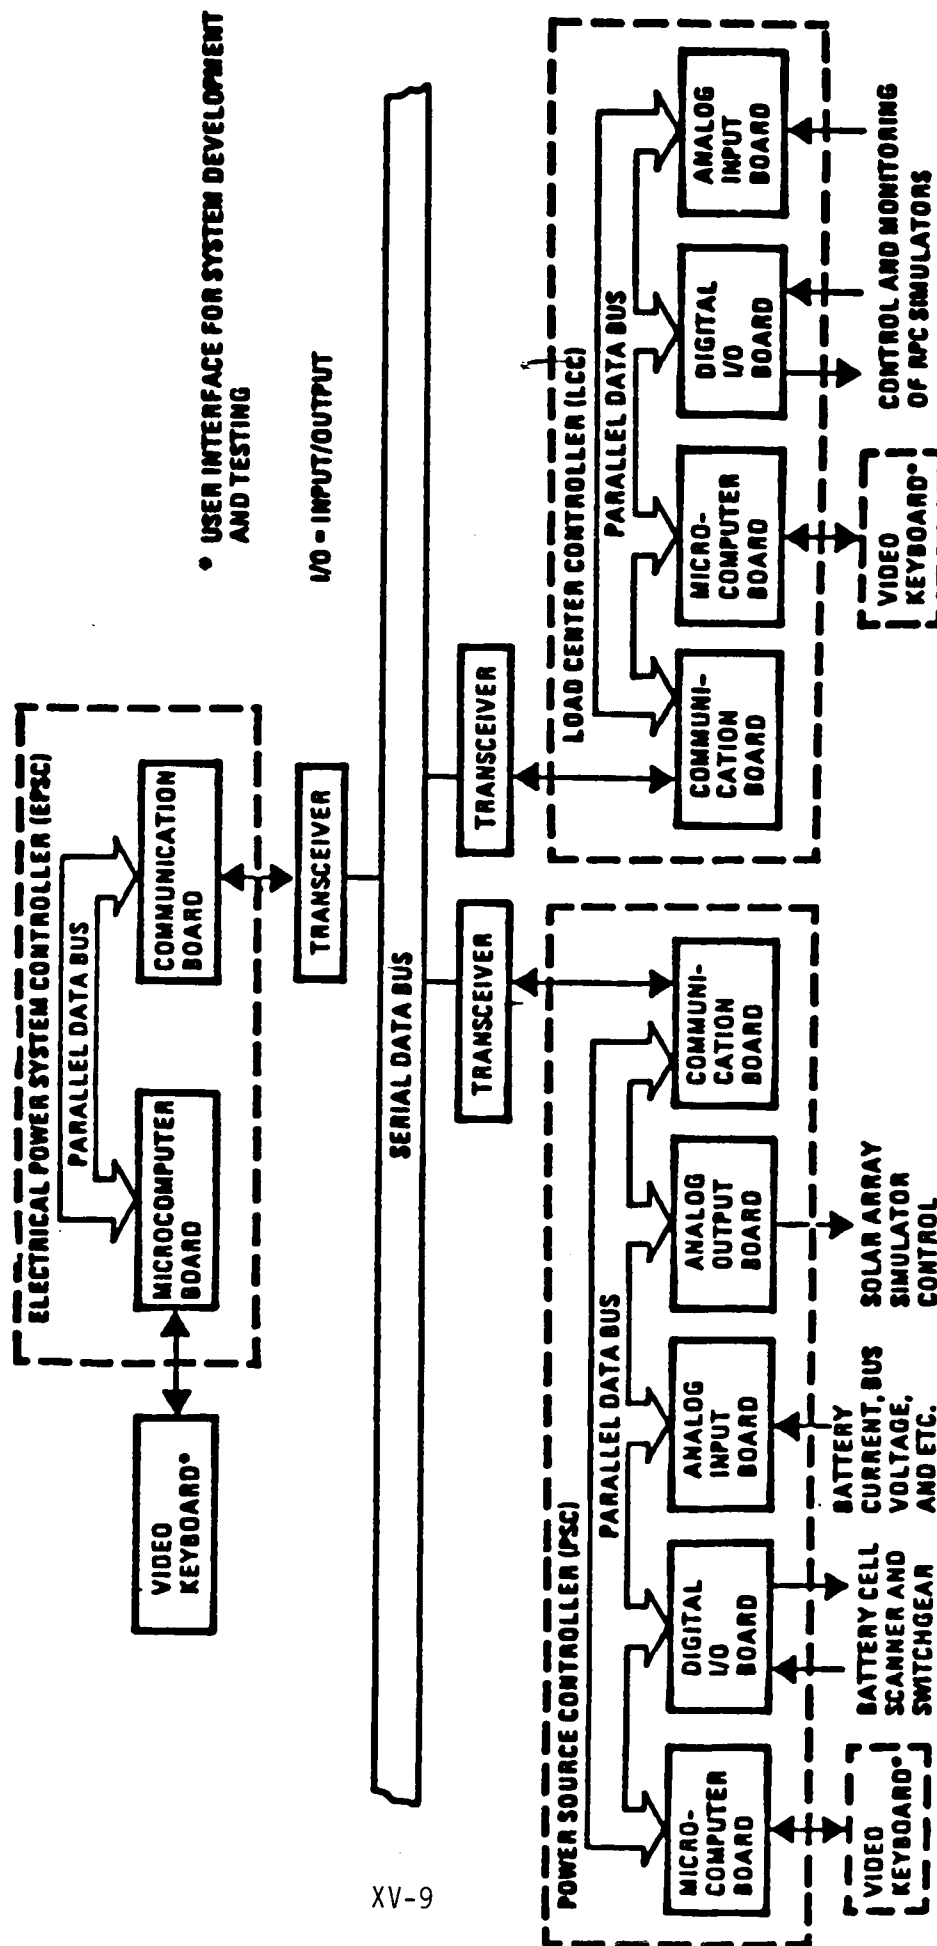 ELECTRICAL POWER SYSTEM CONTROLLER (EPSC)
PARALLEL DATA BUS
VIDEO
KEYBOARD*
MICROCOMPUTER
BOARD
COMMUNICATION
BOARD
* USER INTERFACE FOR SYSTEM DEVELOPMENT
AND TESTING
TRANSCEIVER
I/O = INPUT/OUTPUT
SERIAL DATA BUS
TRANSCEIVER
TRANSCEIVER
POWER SOURCE CONTROLLER (PSC)
PARALLEL DATA BUS
MICRO-
COMPUTER
BOARD
DIGITAL
I/O
BOARD
ANALOG
INPUT
BOARD
ANALOG
OUTPUT
BOARD
COMMUNI-
CATION
BOARD
VIDEO
KEYBOARD*
BATTERY CELL
SCANNER AND
SWITCHGEAR
BATTERY
CURRENT, BUS
VOLTAGE,
AND ETC.
SOLAR ARRAY
SIMULATOR
CONTROL
LOAD CENTER CONTROLLER (LCC)
PARALLEL DATA BUS
COMMUNI-
CATION
BOARD
MICRO-
COMPUTER
BOARD
DIGITAL
I/O
BOARD
ANALOG
INPUT
BOARD
VIDEO
KEYBOARD*
CONTROL AND MONITORING
OF RPC SIMULATORS
XV-9